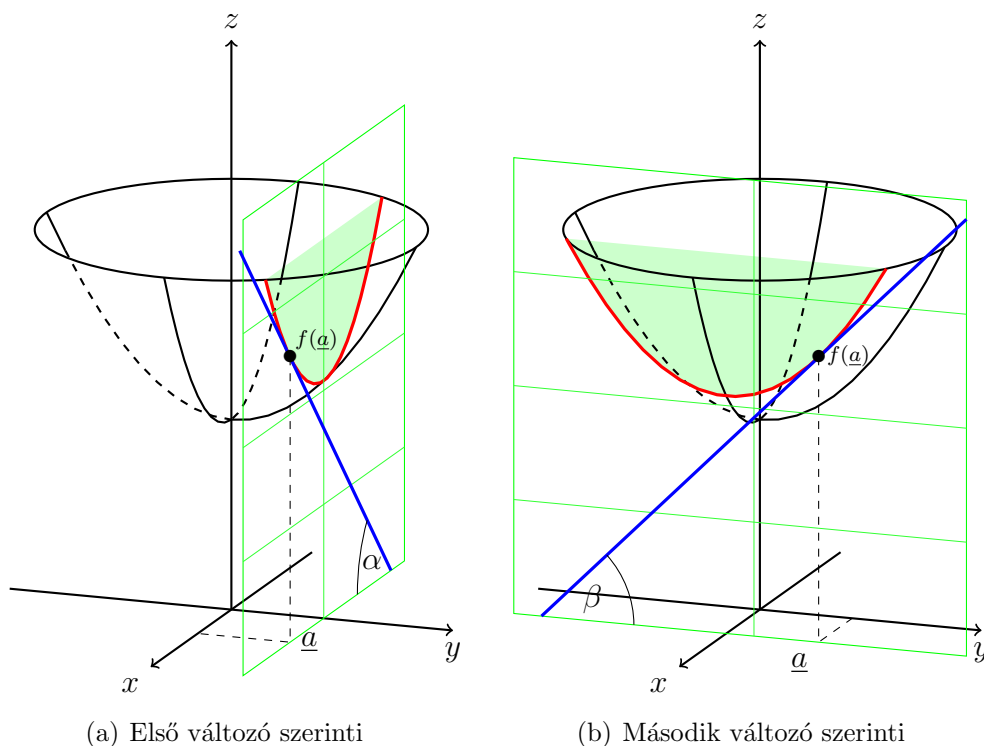 z
f(a)
α
a
y
x
(a) Első változó szerinti
z
f(a)
β
a
y
x
(b) Második változó szerinti